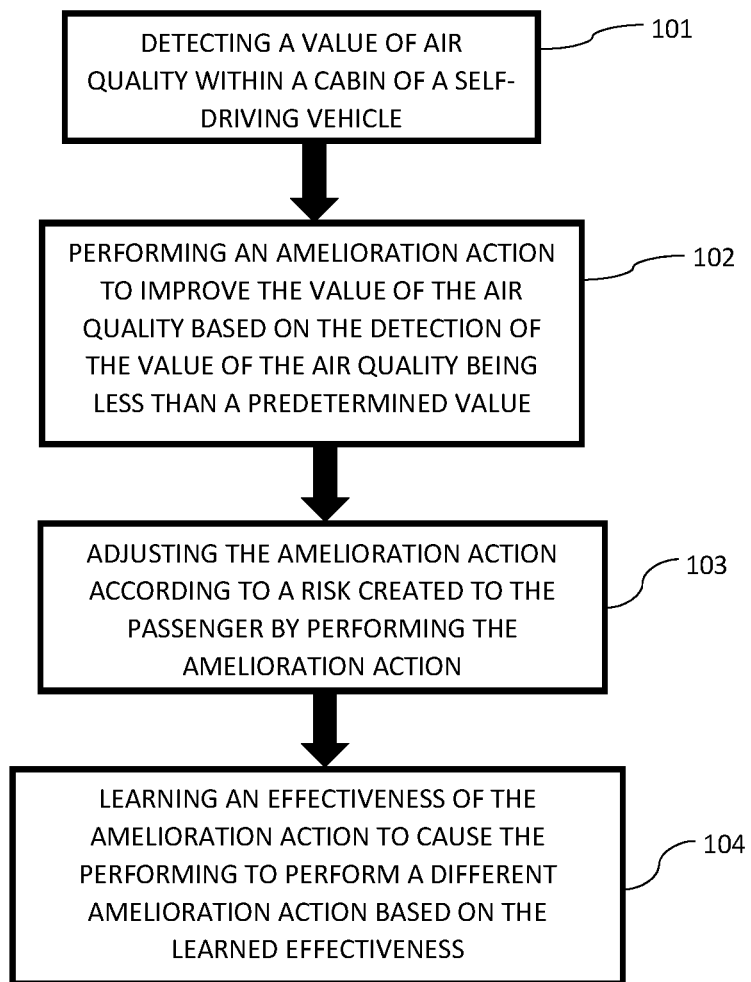 DETECTING A VALUE OF AIR
QUALITY WITHIN A CABIN OF A SELF-
DRIVING VEHICLE
101
PERFORMING AN AMELIORATION ACTION
TO IMPROVE THE VALUE OF THE AIR
QUALITY BASED ON THE DETECTION OF
THE VALUE OF THE AIR QUALITY BEING
LESS THAN A PREDETERMINED VALUE
102
ADJUSTING THE AMELIORATION ACTION
ACCORDING TO A RISK CREATED TO THE
PASSENGER BY PERFORMING THE
AMELIORATION ACTION
103
LEARNING AN EFFECTIVENESS OF THE
AMELIORATION ACTION TO CAUSE THE
PERFORMING TO PERFORM A DIFFERENT
AMELIORATION ACTION BASED ON THE
LEARNED EFFECTIVENESS
104